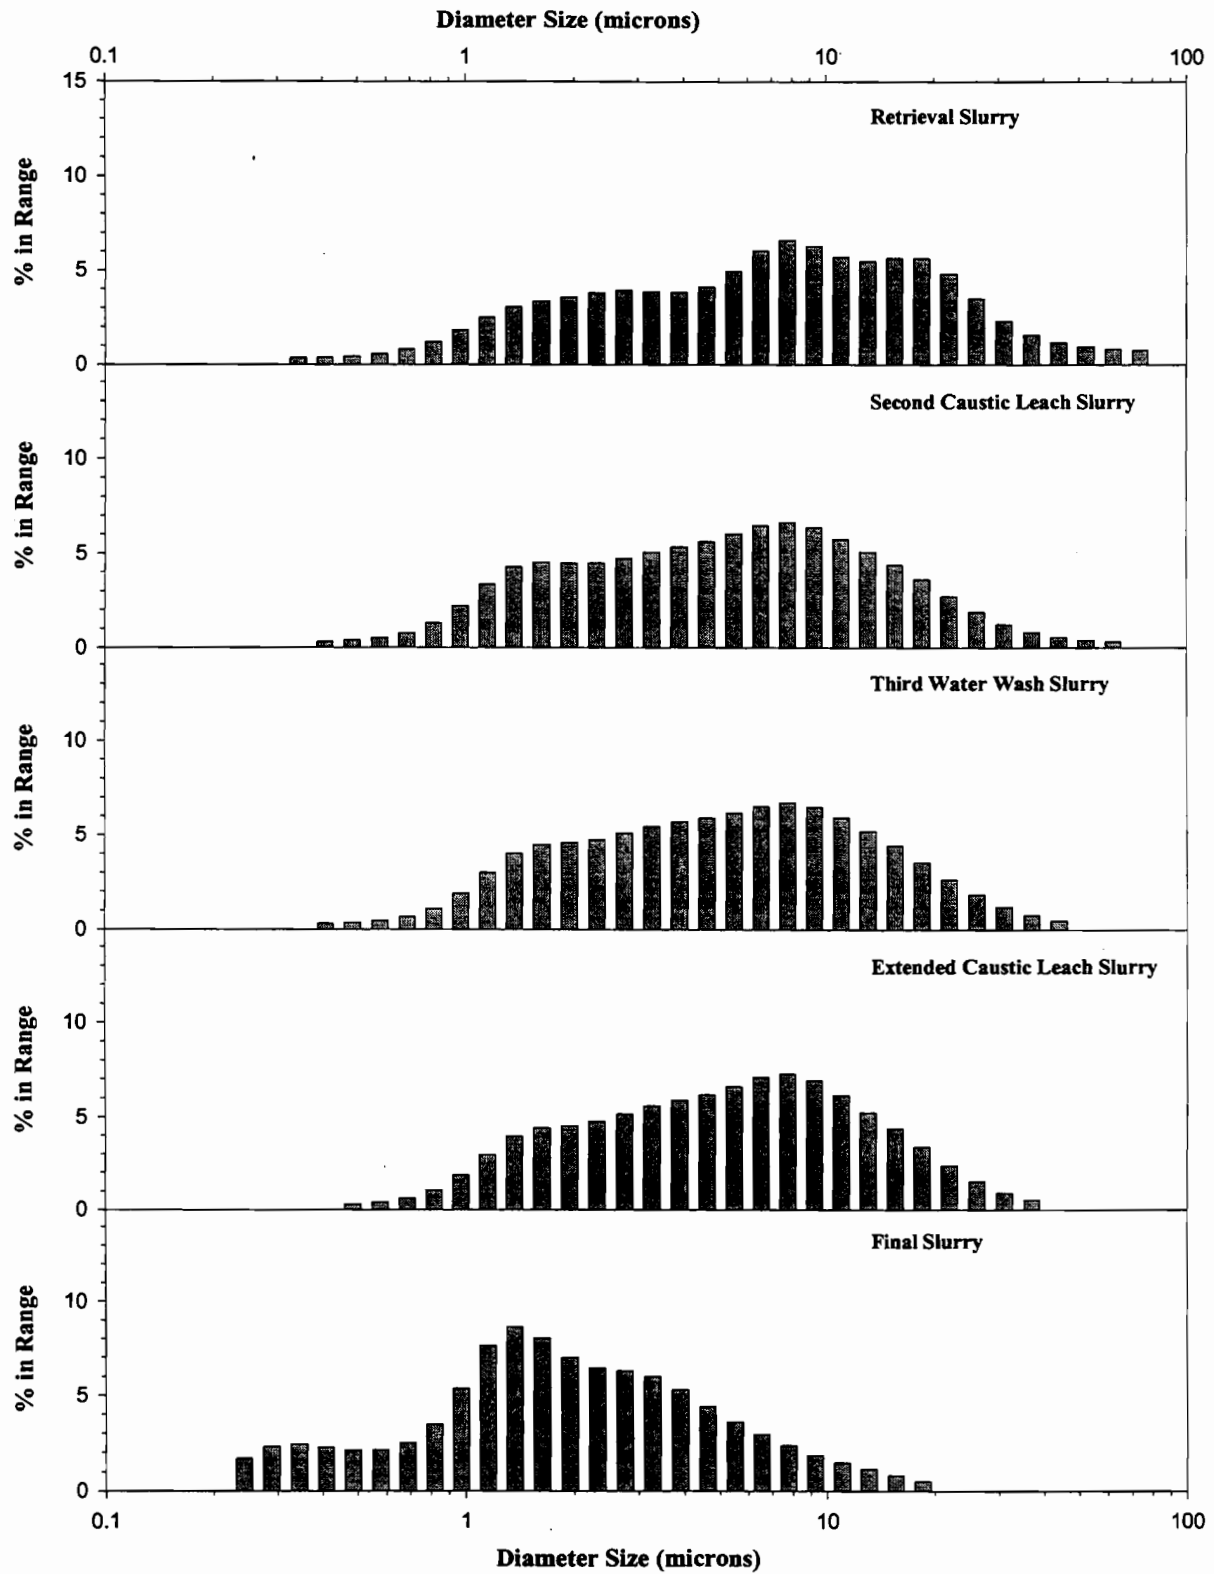 Diameter Size (microns)
0.1 1 10 100
15
Retrieval Slurry
10
% in Range
5
0
Second Caustic Leach Slurry
10
% in Range
5
0
Third Water Wash Slurry
10
% in Range
5
0
Extended Caustic Leach Slurry
10
% in Range
5
0
Final Slurry
10
% in Range
5
0
0.1 1 10 100
Diameter Size (microns)